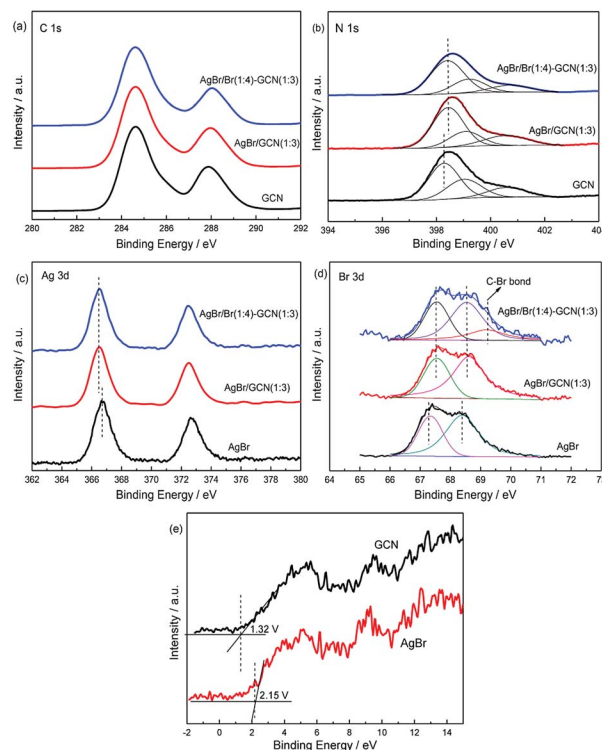 (a) C 1s
Intensity / a.u.
AgBr/Br(1:4)-GCN(1:3)
AgBr/GCN(1:3)
GCN
280 282 284 286 288 290 292
Binding Energy / eV
(b) N 1s
Intensity / a.u.
AgBr/Br(1:4)-GCN(1:3)
AgBr/GCN(1:3)
GCN
394 396 398 400 402 404
Binding Energy / eV
(c) Ag 3d
Intensity / a.u.
AgBr/Br(1:4)-GCN(1:3)
AgBr/GCN(1:3)
AgBr
362 364 366 368 370 372 374 376 378 380
Binding Energy / eV
(d) Br 3d
Intensity / a.u.
C-Br bond
AgBr/Br(1:4)-GCN(1:3)
AgBr/GCN(1:3)
AgBr
64 65 66 67 68 69 70 71 72 73
Binding Energy / eV
(e)
Intensity / a.u.
GCN
1.32 V
AgBr
2.15 V
-2 0 2 4 6 8 10 12 14
Binding Energy / eV